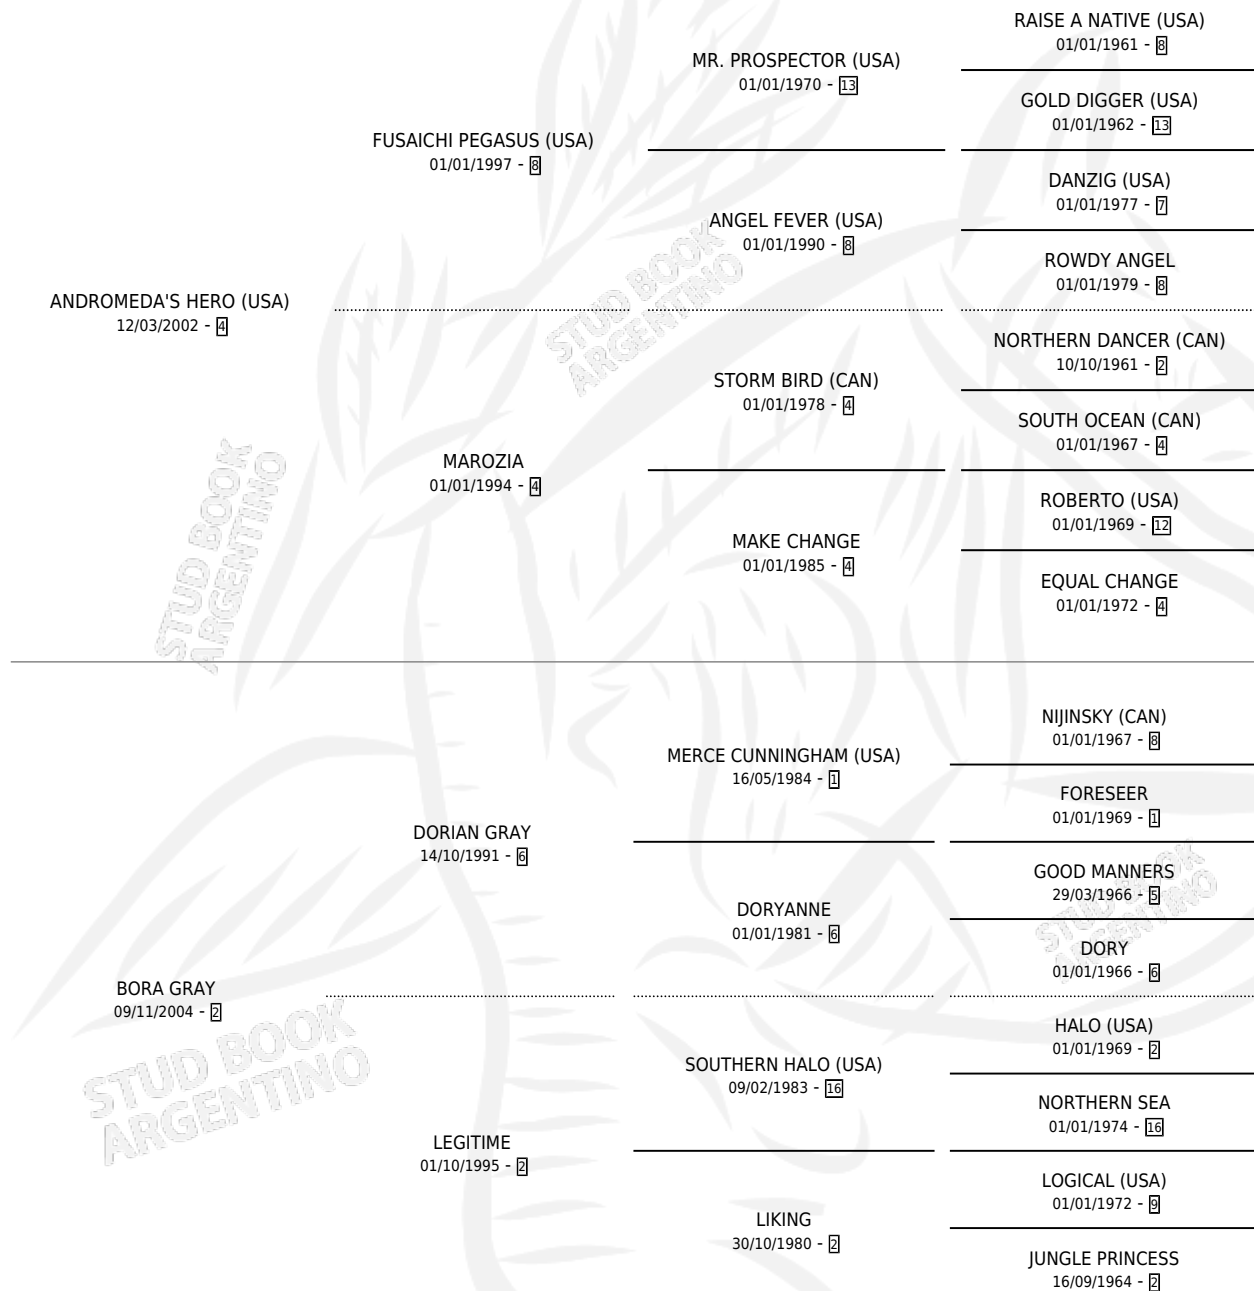 RAISE A NATIVE (USA)
01/01/1961 - 8
MR. PROSPECTOR (USA)
01/01/1970 - 13
GOLD DIGGER (USA)
01/01/1962 - 13
FUSAICHI PEGASUS (USA)
01/01/1997 - 8
DANZIG (USA)
01/01/1977 - 7
ANGEL FEVER (USA)
01/01/1990 - 8
ROWDY ANGEL
01/01/1979 - 8
ANDROMEDA'S HERO (USA)
12/03/2002 - 4
NORTHERN DANCER (CAN)
10/10/1961 - 2
STORM BIRD (CAN)
01/01/1978 - 4
SOUTH OCEAN (CAN)
01/01/1967 - 4
MAROZIA
01/01/1994 - 4
ROBERTO (USA)
01/01/1969 - 12
MAKE CHANGE
01/01/1985 - 4
EQUAL CHANGE
01/01/1972 - 4
NIJINSKY (CAN)
01/01/1967 - 8
MERCE CUNNINGHAM (USA)
16/05/1984 - 1
FORESEER
01/01/1969 - 1
DORIAN GRAY
14/10/1991 - 6
GOOD MANNERS
29/03/1966 - 5
DORYANNE
01/01/1981 - 6
DORY
01/01/1966 - 6
BORA GRAY
09/11/2004 - 2
HALO (USA)
01/01/1969 - 2
SOUTHERN HALO (USA)
09/02/1983 - 16
NORTHERN SEA
01/01/1974 - 16
LEGITIME
01/10/1995 - 2
LOGICAL (USA)
01/01/1972 - 9
LIKING
30/10/1980 - 2
JUNGLE PRINCESS
16/09/1964 - 2
STUD BOOK
ARGENTINO
STUD BOOK
ARGENTINO
STUD BOOK
ARGENTINO
STUD BOOK
ARGENTINO